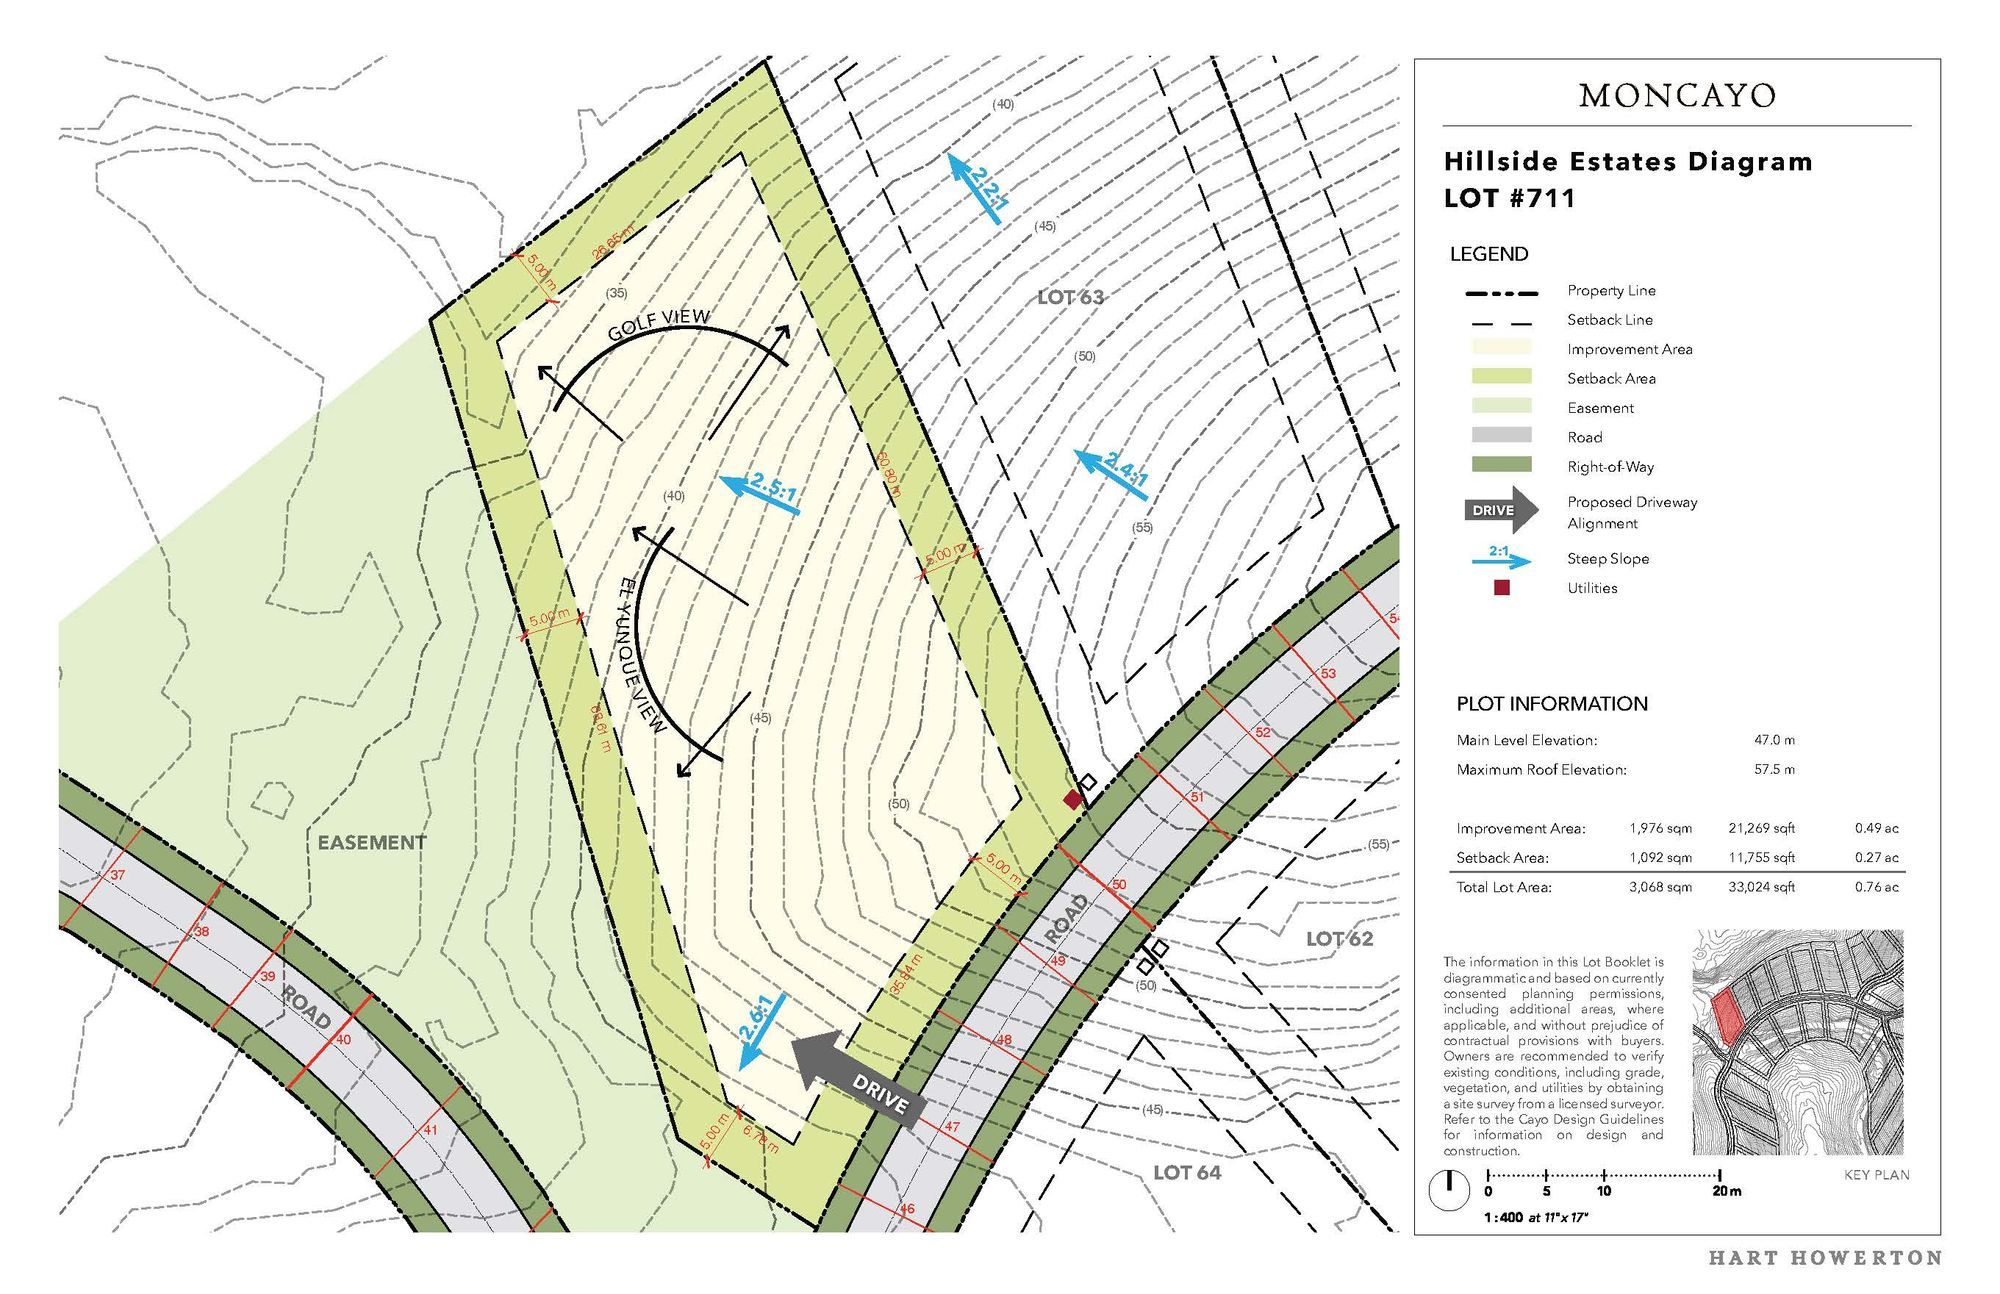 MONCAYO
Hillside Estates Diagram
LOT #711
LEGEND
Property Line
Setback Line
Improvement Area
Setback Area
Easement
Road
Right-of-Way
DRIVE
Proposed Driveway
Alignment
2:1
Steep Slope
Utilities
PLOT INFORMATION
Main Level Elevation: 47.0 m
Maximum Roof Elevation: 57.5 m
Improvement Area: 1,976 sqm 21,269 sqft 0.49 ac
Setback Area: 1,092 sqm 11,755 sqft 0.27 ac
Total Lot Area: 3,068 sqm 33,024 sqft 0.76 ac
The information in this Lot Booklet is
diagrammatic and based on currently
consented planning permissions,
including additional areas, where
applicable, and without prejudice of
contractual provisions with buyers.
Owners are recommended to verify
existing conditions, including grade,
vegetation, and utilities by obtaining
a site survey from a licensed surveyor.
Refer to the Cayo Design Guidelines
for information on design and
construction.
KEY PLAN
0 5 10 20m
1:400 at 11"x 17"
HART HOWERTON
(40)
2.2:1
(45)
26.65 m
5.00 m
(35)
GOLF VIEW
LOT 63
(50)
2.4:1
60.80 m
2.5:1
(40)
(55)
5.00 m
5.00 m
EL YUNQUE VIEW
68.61 m
(45)
54
53
52
51
(50)
EASEMENT
(55)
5.00 m
50
37
ROAD
LOT 62
38
49
39
35.84 m
(50)
ROAD
2.6:1
40
48
DRIVE
(45)
41
5.00 m
6.78 m
47
LOT 64
46